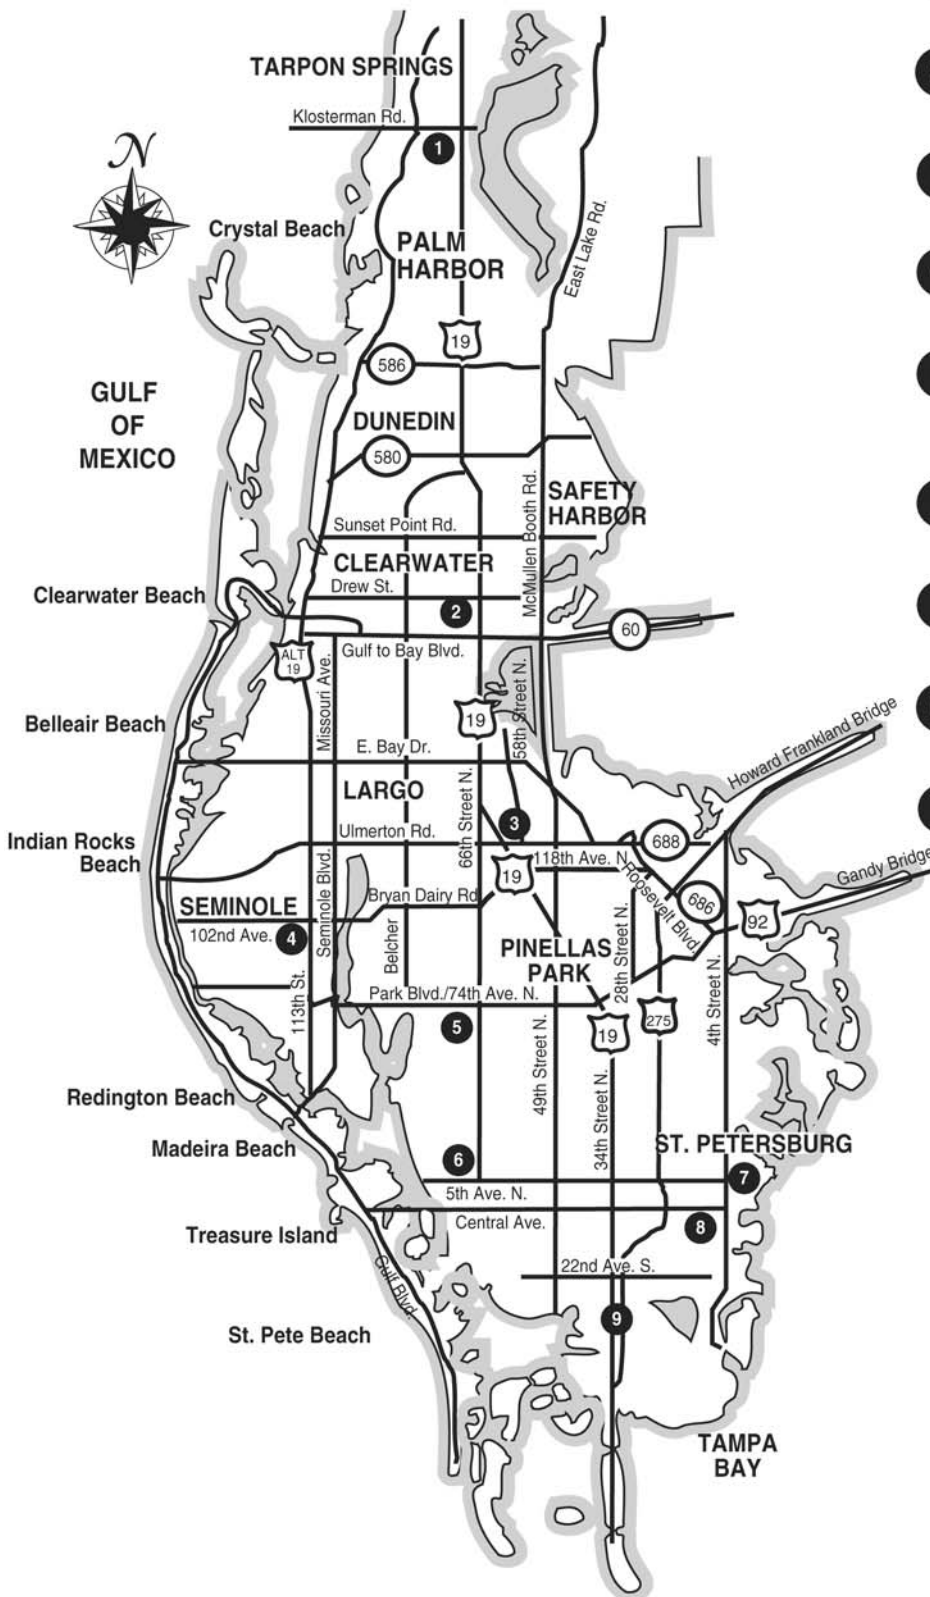 TARPON SPRINGS
Klosterman Rd.
1
N
Crystal Beach
PALM
HARBOR
East Lake Rd.
19
586
GULF
OF
MEXICO
DUNEDIN
580
SAFETY
HARBOR
McMullen Booth Rd.
Sunset Point Rd.
CLEARWATER
Drew St.
Clearwater Beach
2
60
Gulf to Bay Blvd.
ALT
19
Missouri Ave.
19
58th Street N.
Belleair Beach
E. Bay Dr.
Howard Frankland Bridge
LARGO
66th Street N.
3
Ulmerton Rd.
688
Indian Rocks
Beach
118th Ave. N.
19
Roosevelt Blvd.
686
Gandy Bridge
Seminole Blvd.
Bryan Dairy Rd.
SEMINOLE
102nd Ave.
4
92
Belcher
PINELLAS
PARK
28th Street N.
4th Street N.
113th St.
Park Blvd./74th Ave. N.
5
275
19
49th Street N.
34th Street N.
Redington Beach
Madeira Beach
ST. PETERSBURG
6
7
5th Ave. N.
Central Ave.
8
Treasure Island
22nd Ave. S.
Gulf Blvd.
9
St. Pete Beach
TAMPA
BAY